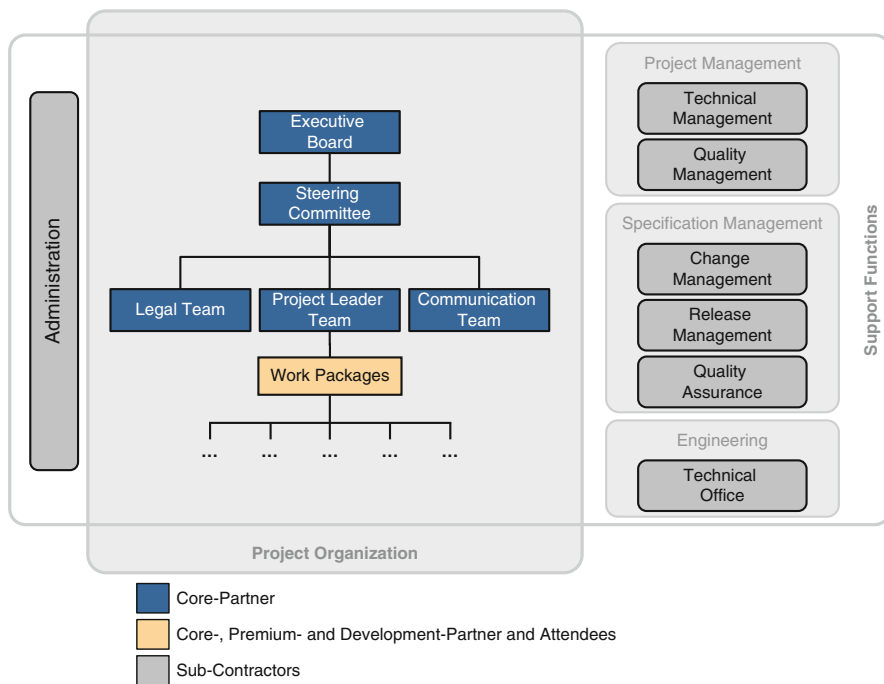 Administration
Executive
Board
Steering
Committee
Legal Team
Project Leader
Team
Communication
Team
Work Packages
... ... ... ... ...
Project Organization
Project Management
Technical
Management
Quality
Management
Specification Management
Change
Management
Release
Management
Quality
Assurance
Engineering
Technical
Office
Support Functions
Core-Partner
Core-, Premium- and Development-Partner and Attendees
Sub-Contractors